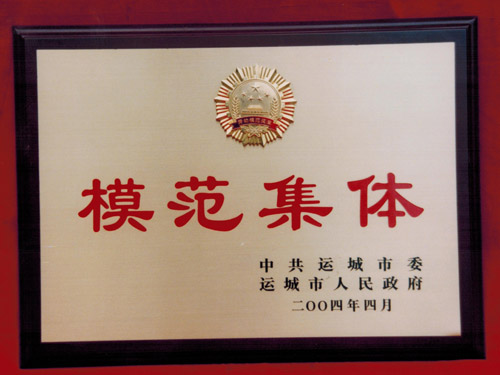 模范集体
中共运城市委
运城市人民政府
二〇〇四年四月